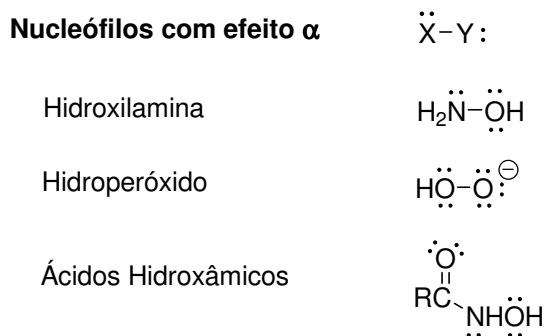 Nucleófilos com efeito α
X–Y:
Hidroxilamina
H₂N–OH
Hidroperóxido
HO–O:⊖
Ácidos Hidroxâmicos
O
RC
NHOH